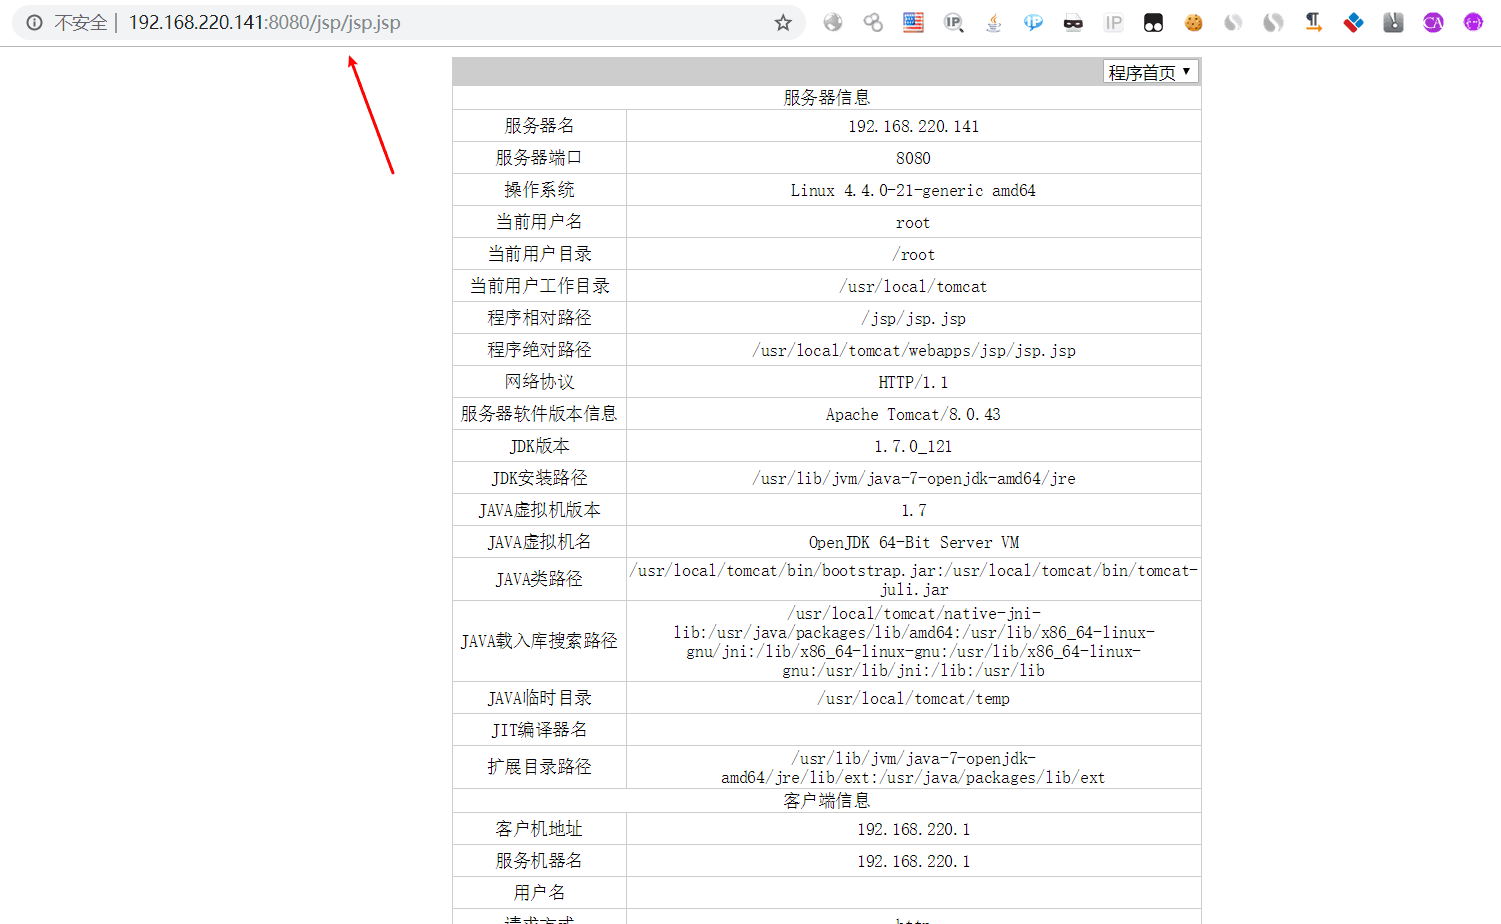 不安全 | 192.168.220.141:8080/jsp/jsp.jsp
程序首页
服务器信息
服务器名 192.168.220.141
服务器端口 8080
操作系统 Linux 4.4.0-21-generic amd64
当前用户名 root
当前用户目录 /root
当前用户工作目录 /usr/local/tomcat
程序相对路径 /jsp/jsp.jsp
程序绝对路径 /usr/local/tomcat/webapps/jsp/jsp.jsp
网络协议 HTTP/1.1
服务器软件版本信息 Apache Tomcat/8.0.43
JDK版本 1.7.0_121
JDK安装路径 /usr/lib/jvm/java-7-openjdk-amd64/jre
JAVA虚拟机版本 1.7
JAVA虚拟机名 OpenJDK 64-Bit Server VM
JAVA类路径 /usr/local/tomcat/bin/bootstrap.jar:/usr/local/tomcat/bin/tomcat-
juli.jar
JAVA载入库搜索路径 /usr/local/tomcat/native-jni-
lib:/usr/java/packages/lib/amd64:/usr/lib/x86_64-linux-
gnu/jni:/lib/x86_64-linux-gnu:/usr/lib/x86_64-linux-
gnu:/usr/lib/jni:/lib:/usr/lib
JAVA临时目录 /usr/local/tomcat/temp
JIT编译器名
扩展目录路径 /usr/lib/jvm/java-7-openjdk-
amd64/jre/lib/ext:/usr/java/packages/lib/ext
客户端信息
客户机地址 192.168.220.1
服务机器名 192.168.220.1
用户名
请求方式 http